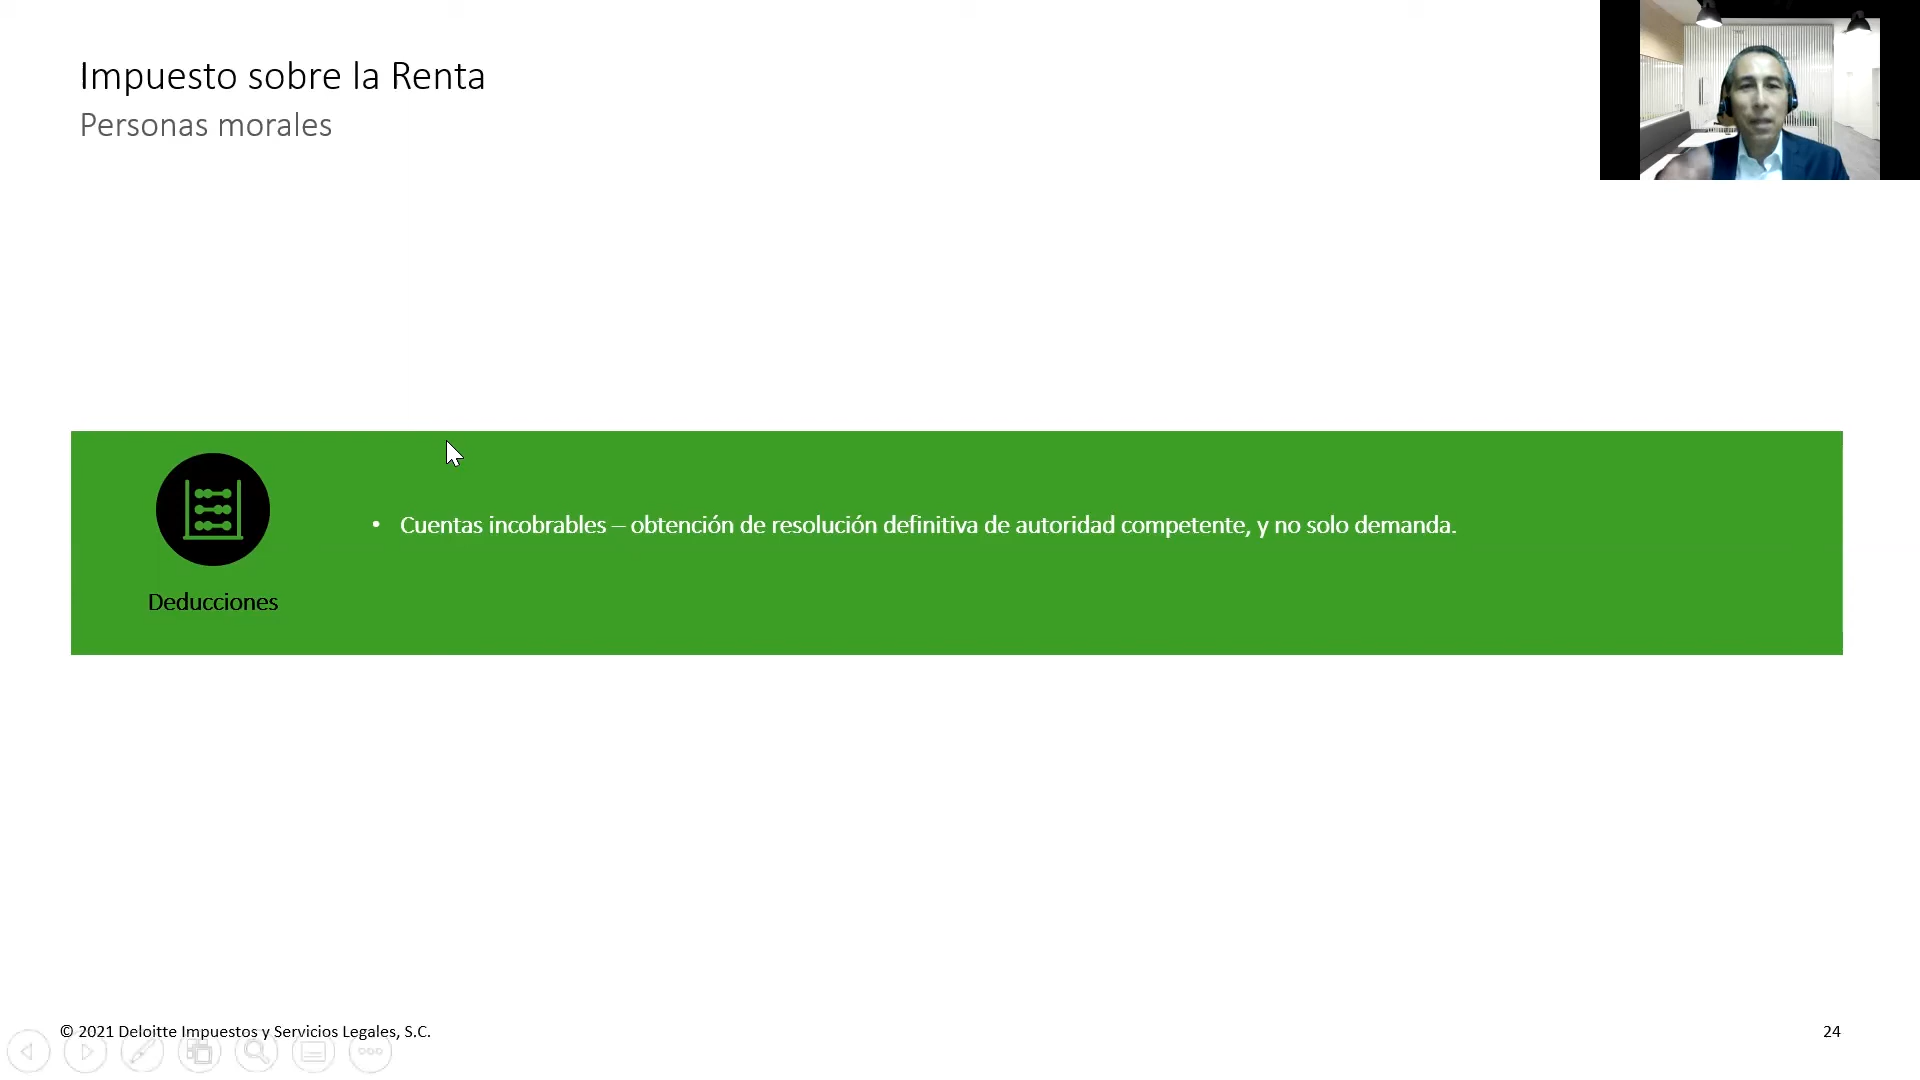 Impuesto sobre la Renta
Personas morales
• Cuentas incobrables – obtención de resolución definitiva de autoridad competente, y no solo demanda.
Deducciones
© 2021 Deloitte Impuestos y Servicios Legales, S.C.
24